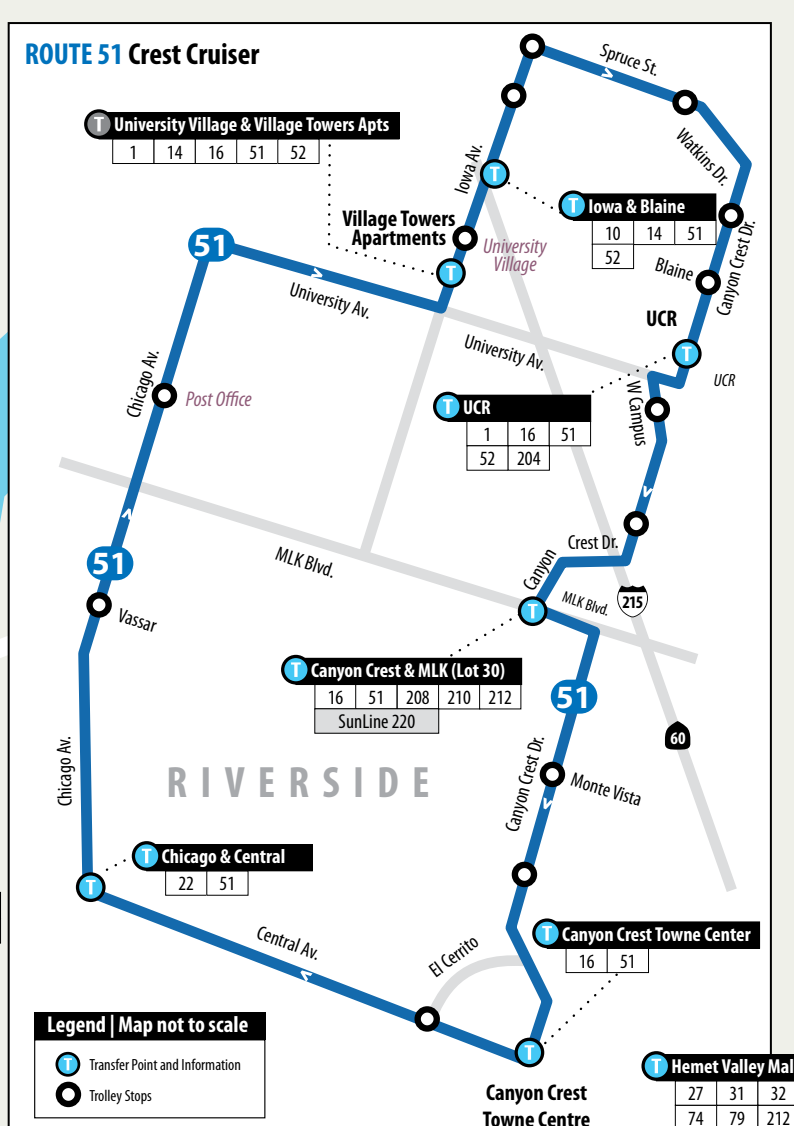 ROUTE 51 Crest Cruiser
Spruce St.
T University Village & Village Towers Apts
1 14 16 51 52
Watkins Dr.
Iowa Av.
T
T Iowa & Blaine
10 14 51
52
Village Towers
Apartments
University
Village
Canyon Crest Dr.
51
Blaine
T
University Av.
UCR
University Av.
T
UCR
Chicago Av.
Post Office
W Campus
T UCR
1 16 51
52 204
MLK Blvd.
Crest Dr.
Canyon
51
MLK Blvd.
215
T
Vassar
T Canyon Crest & MLK (Lot 30)
16 51 208 210 212
SunLine 220
51
60
Chicago Av.
Canyon Crest Dr.
RIVERSIDE
Monte Vista
T Chicago & Central
22 51
T
Central Av.
El Cerrito
T Canyon Crest Towne Center
16 51
Legend | Map not to scale
T Transfer Point and Information
Trolley Stops
T
Canyon Crest
Towne Centre
T Hemet Valley Mal
27 31 32
74 79 212